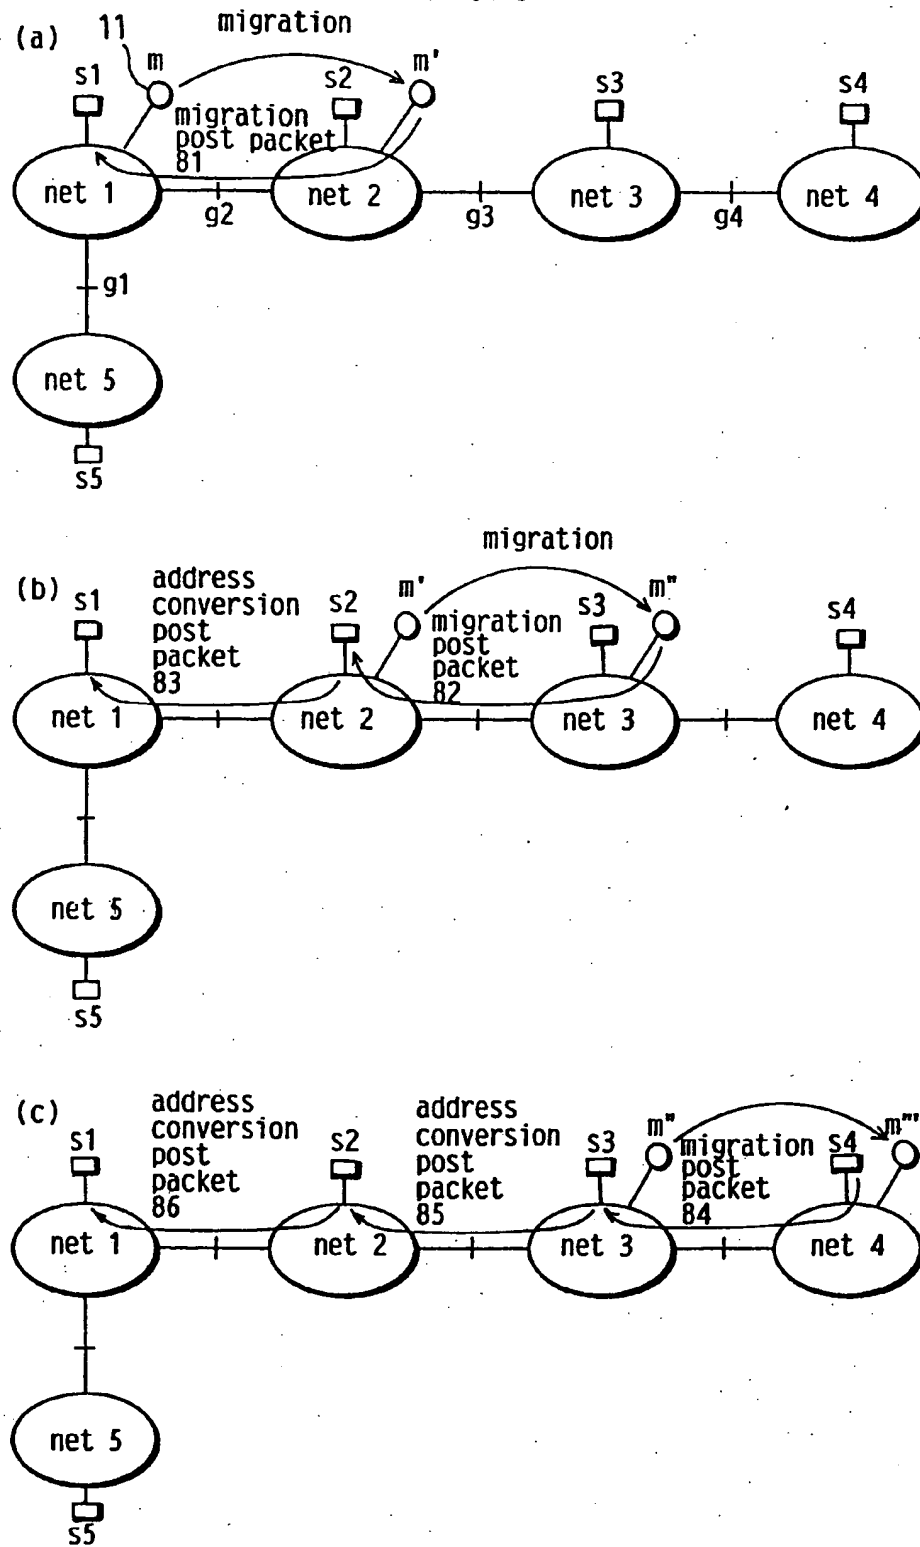 (a)
11
migration
m
m'
s1
s2
s3
s4
migration
post packet
81
net 1
net 2
net 3
net 4
g2
g3
g4
g1
net 5
s5
migration
(b)
address
conversion
post
packet
83
s1
s2
m'
m"
s3
s4
migration
post
packet
82
net 1
net 2
net 3
net 4
net 5
s5
(c)
address
conversion
post
packet
86
address
conversion
post
packet
85
s1
s2
s3
m"
s4
m'"
migration
post
packet
84
net 1
net 2
net 3
net 4
net 5
s5